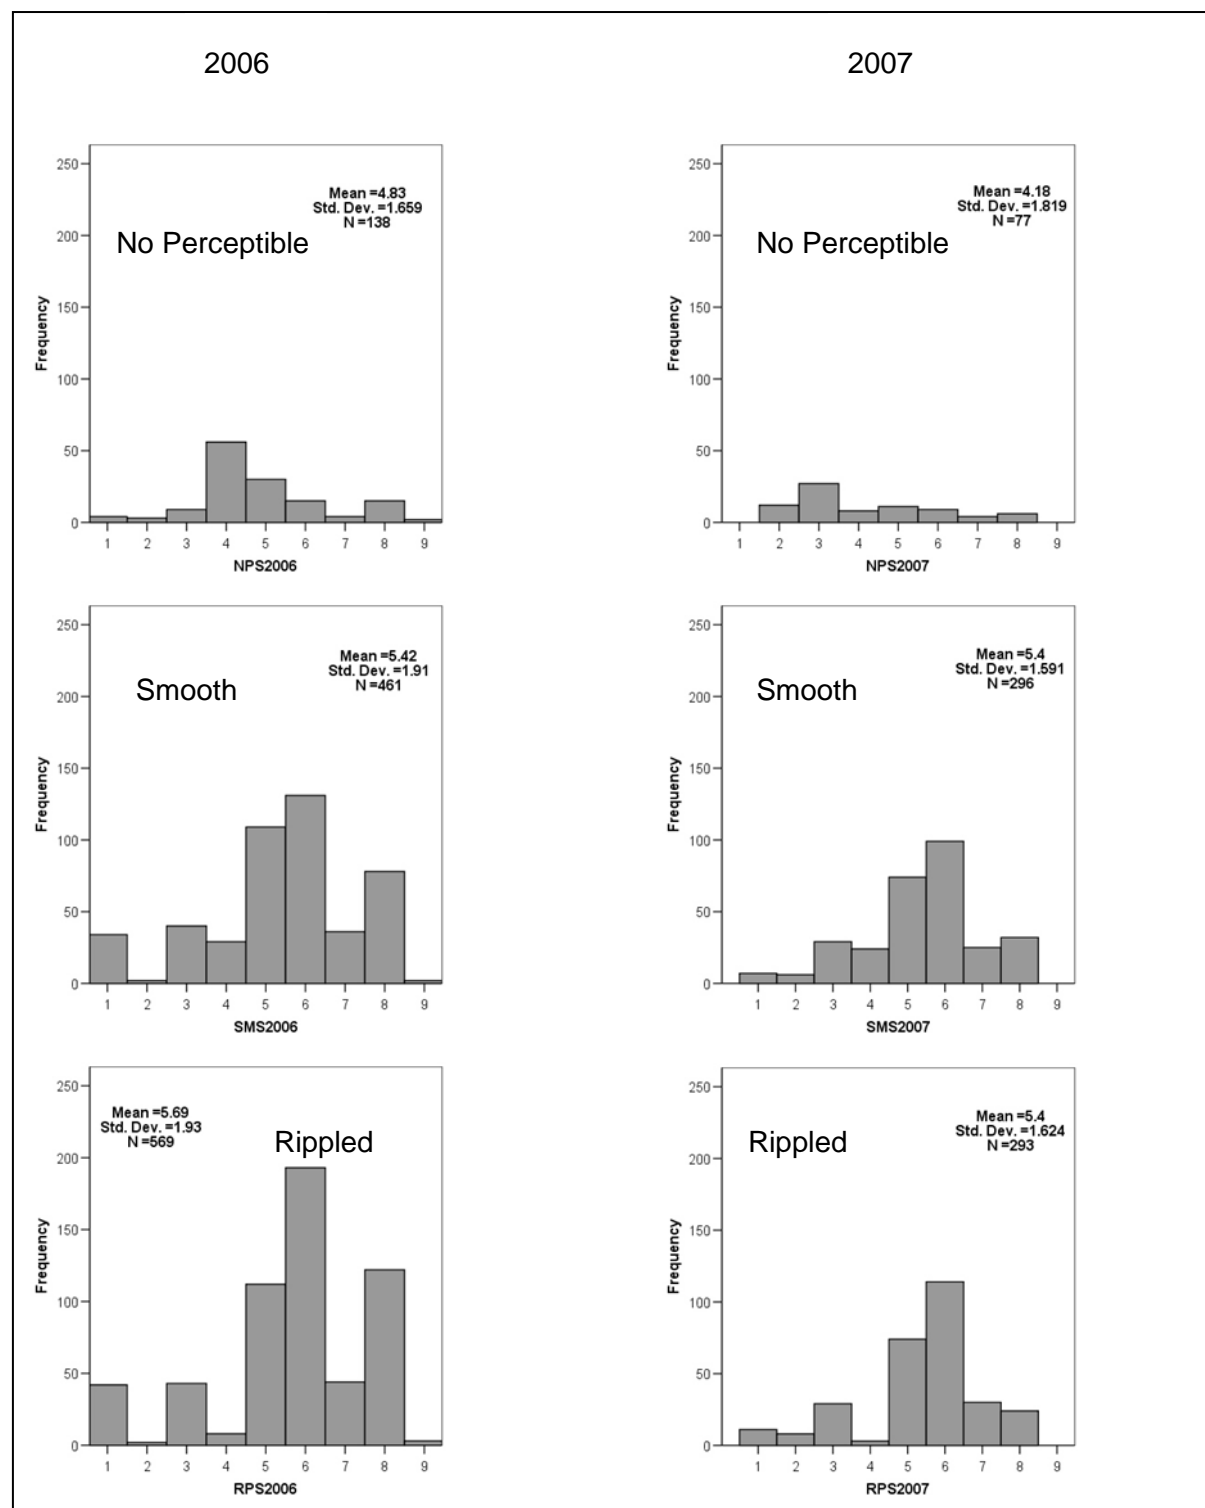 2006
2007
250
200
150
100
50
0
Frequency
Mean =4.83
Std. Dev. =1.659
N =138
No Perceptible
1 2 3 4 5 6 7 8 9
NPS2006
250
200
150
100
50
0
Frequency
Mean =4.18
Std. Dev. =1.819
N =77
No Perceptible
1 2 3 4 5 6 7 8 9
NPS2007
250
200
150
100
50
0
Frequency
Mean =5.42
Std. Dev. =1.91
N =461
Smooth
1 2 3 4 5 6 7 8 9
SMS2006
250
200
150
100
50
0
Frequency
Mean =5.4
Std. Dev. =1.591
N =296
Smooth
1 2 3 4 5 6 7 8 9
SMS2007
250
200
150
100
50
0
Frequency
Mean =5.69
Std. Dev. =1.93
N =569
Rippled
1 2 3 4 5 6 7 8 9
RPS2006
250
200
150
100
50
0
Frequency
Mean =5.4
Std. Dev. =1.624
N =293
Rippled
1 2 3 4 5 6 7 8 9
RPS2007